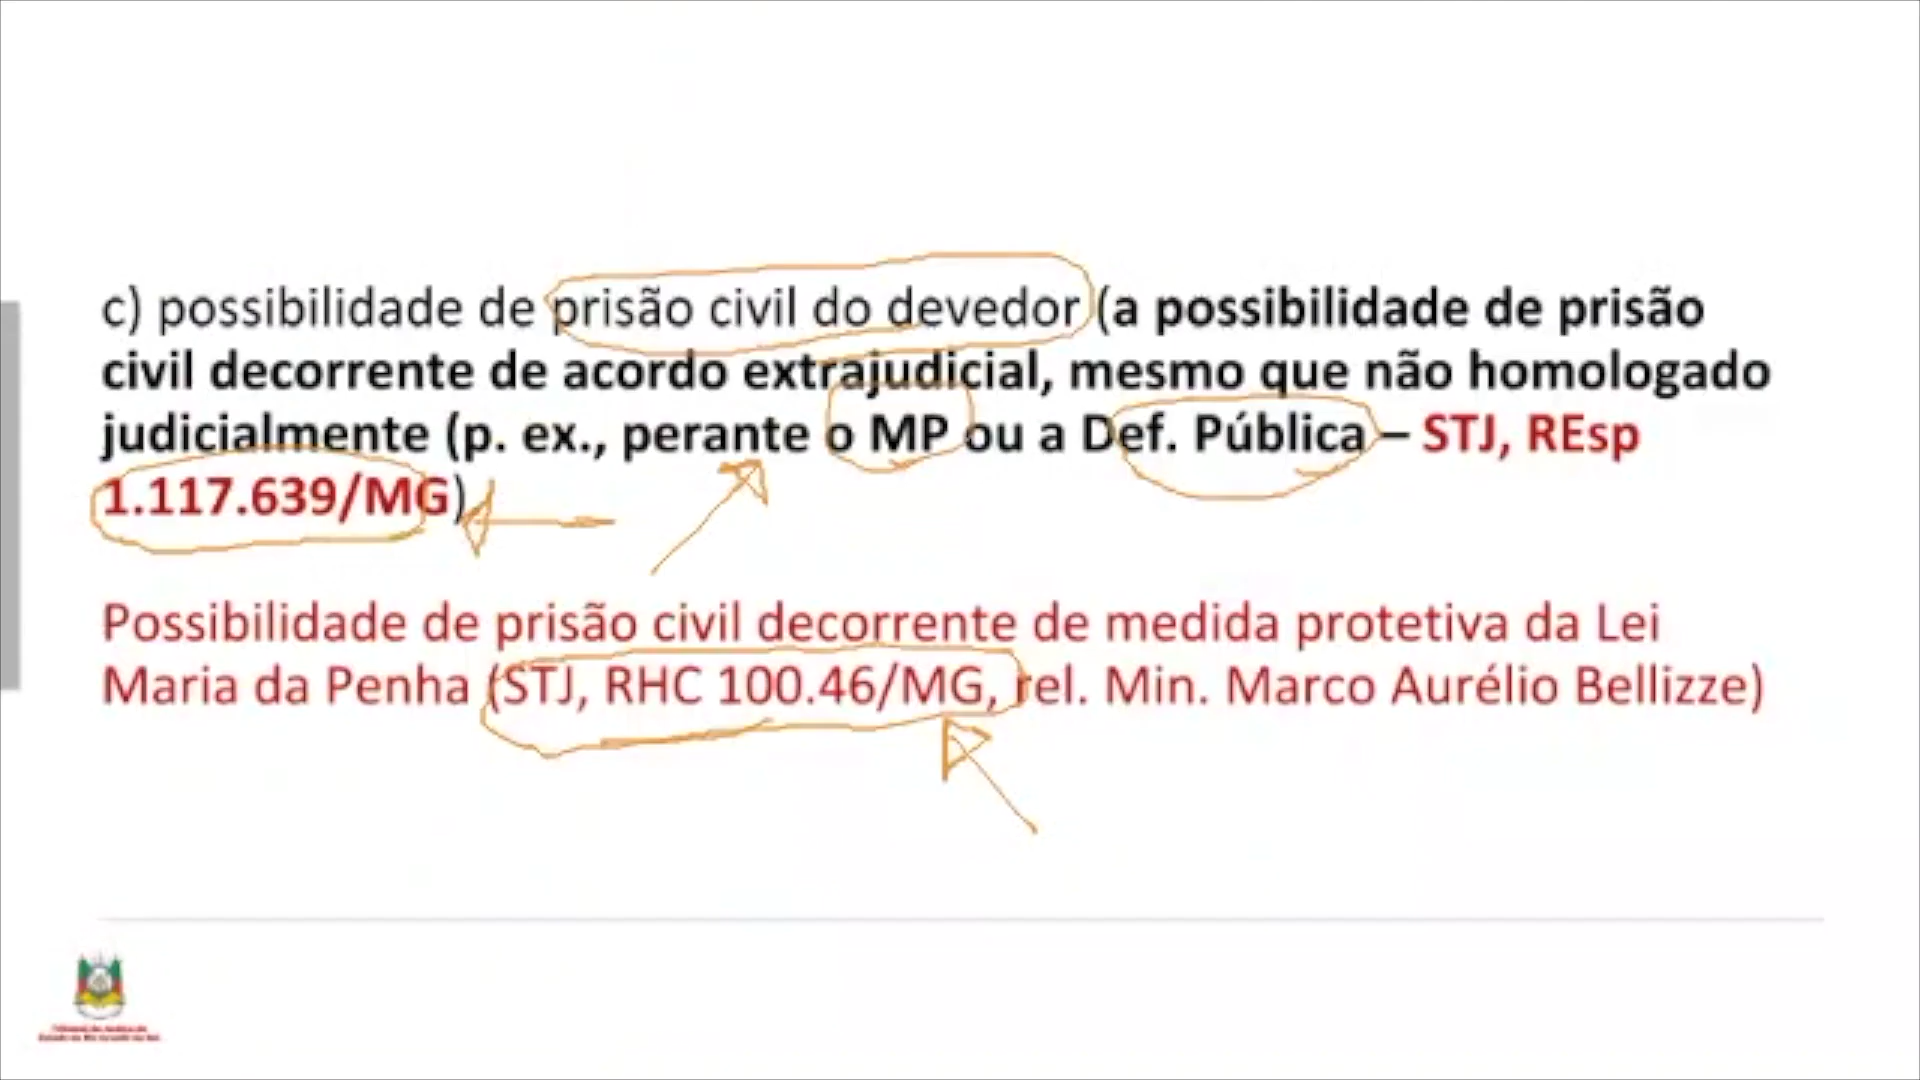 c) possibilidade de prisão civil do devedor (a possibilidade de prisão
civil decorrente de acordo extrajudicial, mesmo que não homologado
judicialmente (p. ex., perante o MP ou a Def. Pública – STJ, REsp
1.117.639/MG)
Possibilidade de prisão civil decorrente de medida protetiva da Lei
Maria da Penha (STJ, RHC 100.46/MG, rel. Min. Marco Aurélio Bellizze)